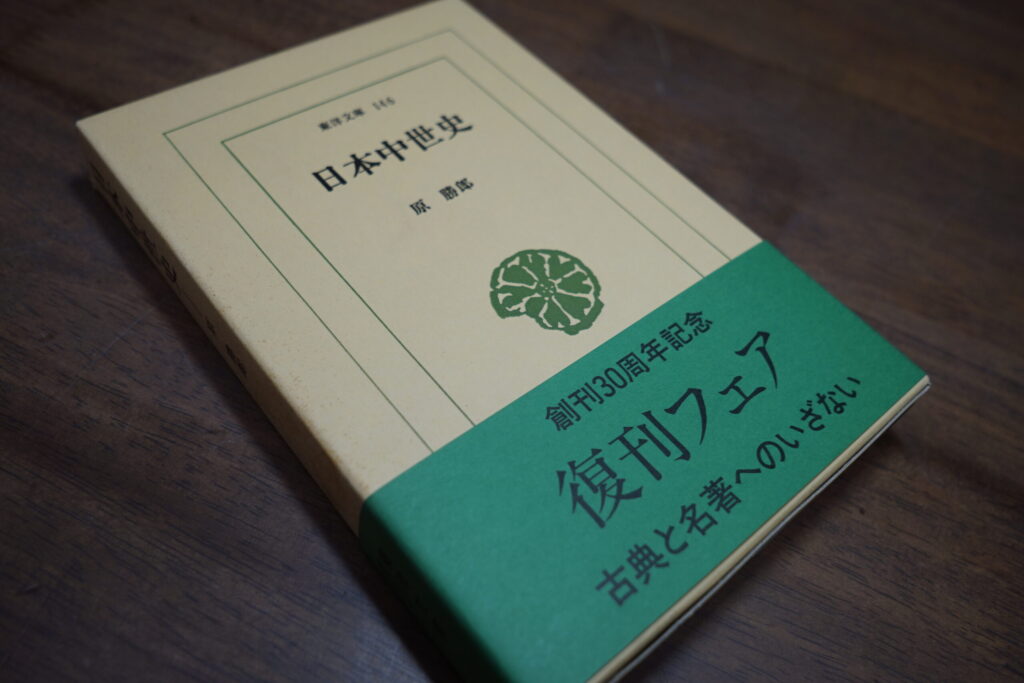 東洋文庫 146
日本中世史
原 勝郎
創刊30周年記念
復刊フェア
古典と名著へのいざない